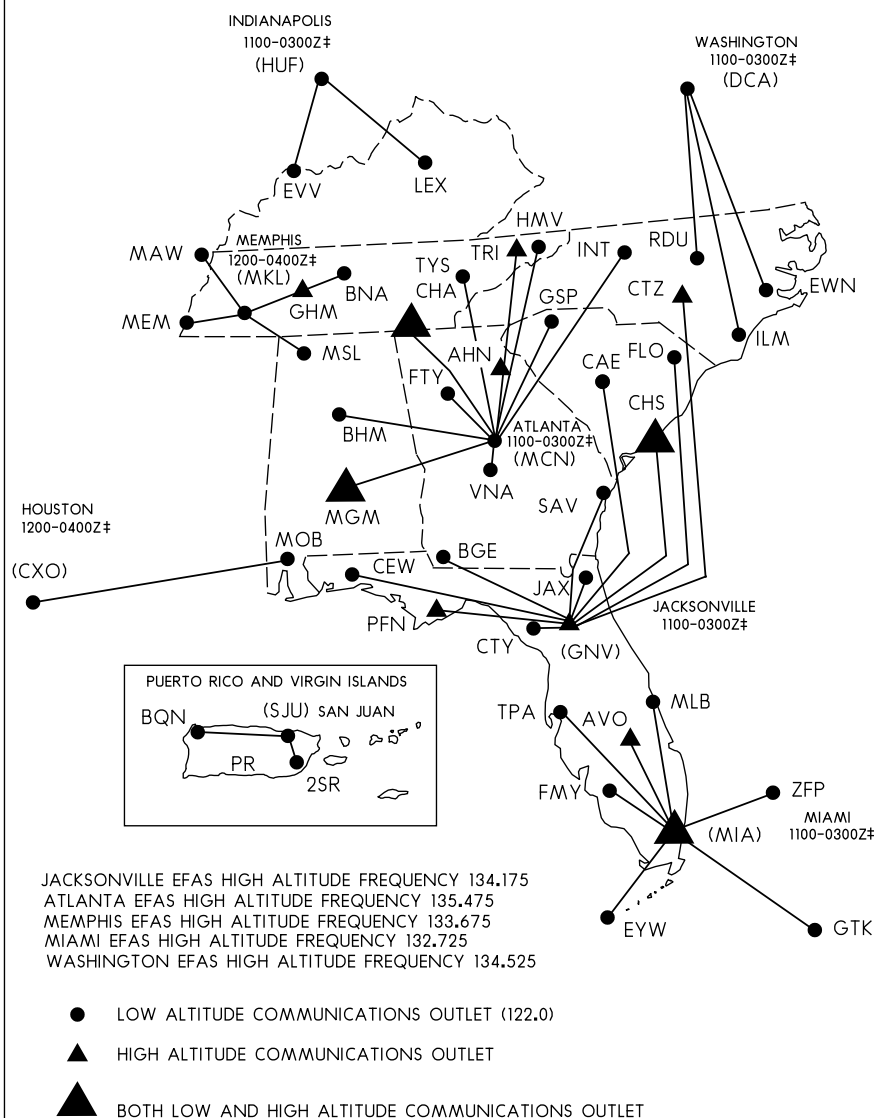 INDIANAPOLIS
1100-0300Z‡
(HUF)
WASHINGTON
1100-0300Z‡
(DCA)
EVV
LEX
HMV
MAW
MEMPHIS
1200-0400Z‡
(MKL)
TYS
TRI
INT
RDU
CHA
BNA
GHM
GSP
CTZ
EWN
MEM
MSL
AHN
ILM
FLO
CAE
FTY
CHS
BHM
ATLANTA
1100-0300Z‡
(MCN)
VNA
MGM
SAV
HOUSTON
1200-0400Z‡
(CXO)
MOB
BGE
CEW
JAX
PFN
JACKSONVILLE
1100-0300Z‡
CTY
(GNV)
PUERTO RICO AND VIRGIN ISLANDS
(SJU) SAN JUAN
BQN
PR
2SR
TPA
AVO
MLB
FMY
ZFP
MIAMI
1100-0300Z‡
(MIA)
EYW
GTK
JACKSONVILLE EFAS HIGH ALTITUDE FREQUENCY 134.175
ATLANTA EFAS HIGH ALTITUDE FREQUENCY 135.475
MEMPHIS EFAS HIGH ALTITUDE FREQUENCY 133.675
MIAMI EFAS HIGH ALTITUDE FREQUENCY 132.725
WASHINGTON EFAS HIGH ALTITUDE FREQUENCY 134.525
LOW ALTITUDE COMMUNICATIONS OUTLET (122.0)
HIGH ALTITUDE COMMUNICATIONS OUTLET
BOTH LOW AND HIGH ALTITUDE COMMUNICATIONS OUTLET